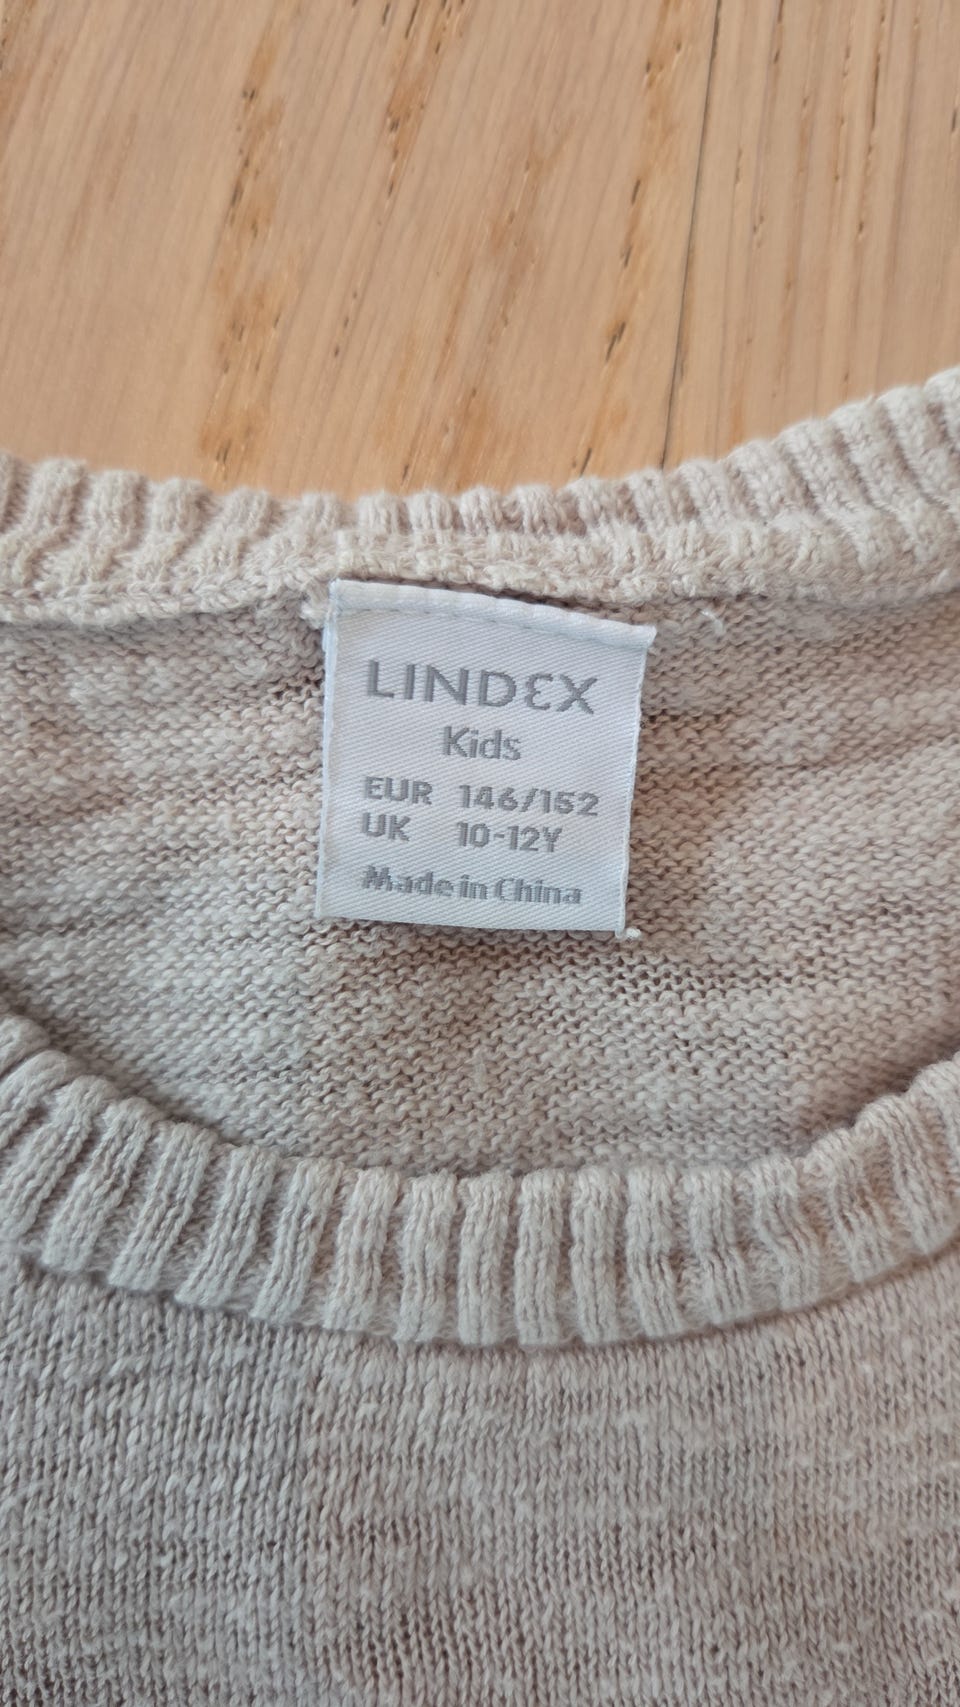 LINDEX
Kids
EUR 146/152
UK 10-12Y
Made in China